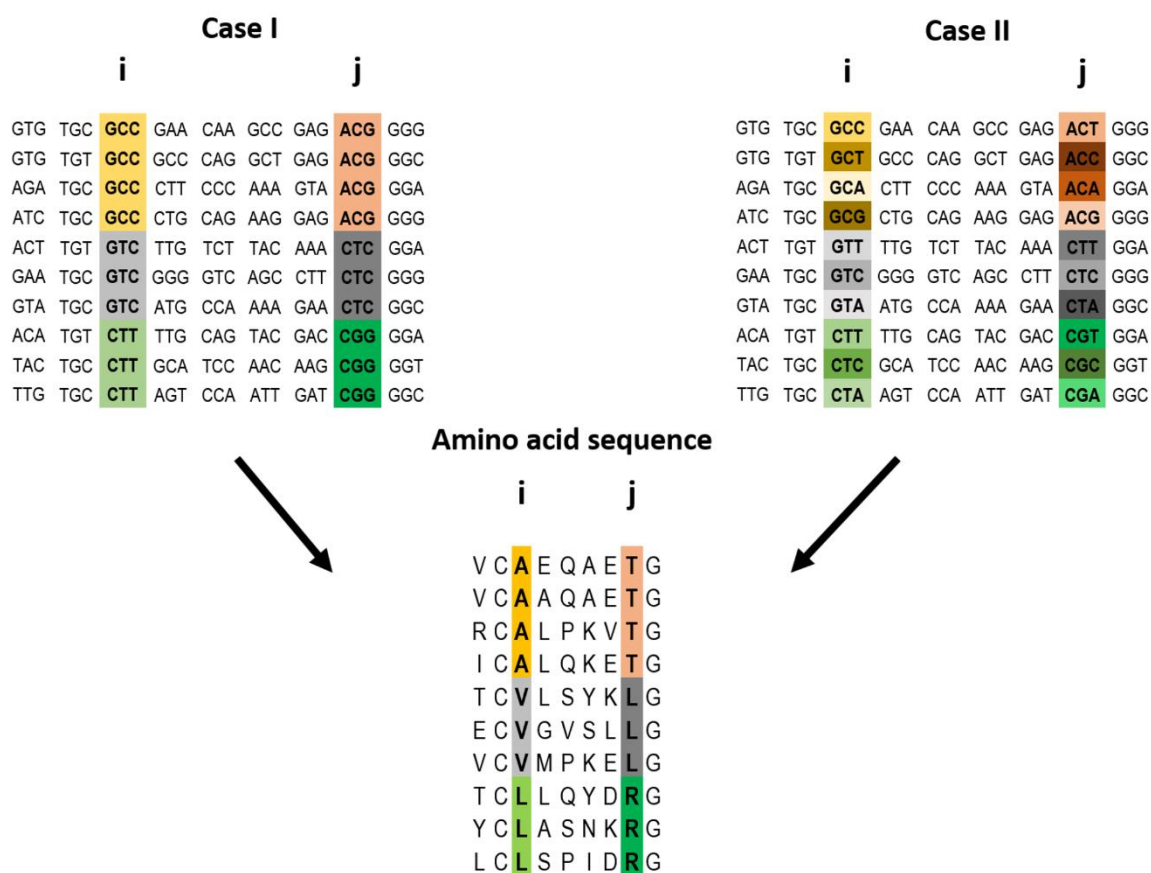 Case I
i j
GTG TGC GCC GAA CAA GCC GAG ACG GGG
GTG TGT GCC GCC CAG GCT GAG ACG GGC
AGA TGC GCC CTT CCC AAA GTA ACG GGA
ATC TGC GCC CTG CAG AAG GAG ACG GGG
ACT TGT GTC TTG TCT TAC AAA CTC GGA
GAA TGC GTC GGG GTC AGC CTT CTC GGG
GTA TGC GTC ATG CCA AAA GAA CTC GGC
ACA TGT CTT TTG CAG TAC GAC CGG GGA
TAC TGC CTT GCA TCC AAC AAG CGG GGT
TTG TGC CTT AGT CCA ATT GAT CGG GGC
Case II
i j
GTG TGC GCC GAA CAA GCC GAG ACT GGG
GTG TGT GCT GCC CAG GCT GAG ACC GGC
AGA TGC GCA CTT CCC AAA GTA ACA GGA
ATC TGC GCG CTG CAG AAG GAG ACG GGG
ACT TGT GTT TTG TCT TAC AAA CTT GGA
GAA TGC GTC GGG GTC AGC CTT CTC GGG
GTA TGC GTA ATG CCA AAA GAA CTA GGC
ACA TGT CTT TTG CAG TAC GAC CGT GGA
TAC TGC CTC GCA TCC AAC AAG CGC GGT
TTG TGC CTA AGT CCA ATT GAT CGA GGC
Amino acid sequence
i j
V C A E Q A E T G
V C A A Q A E T G
R C A L P K V T G
I C A L Q K E T G
T C V L S Y K L G
E C V G V S L L G
V C V M P K E L G
T C L L Q Y D R G
Y C L A S N K R G
L C L S P I D R G